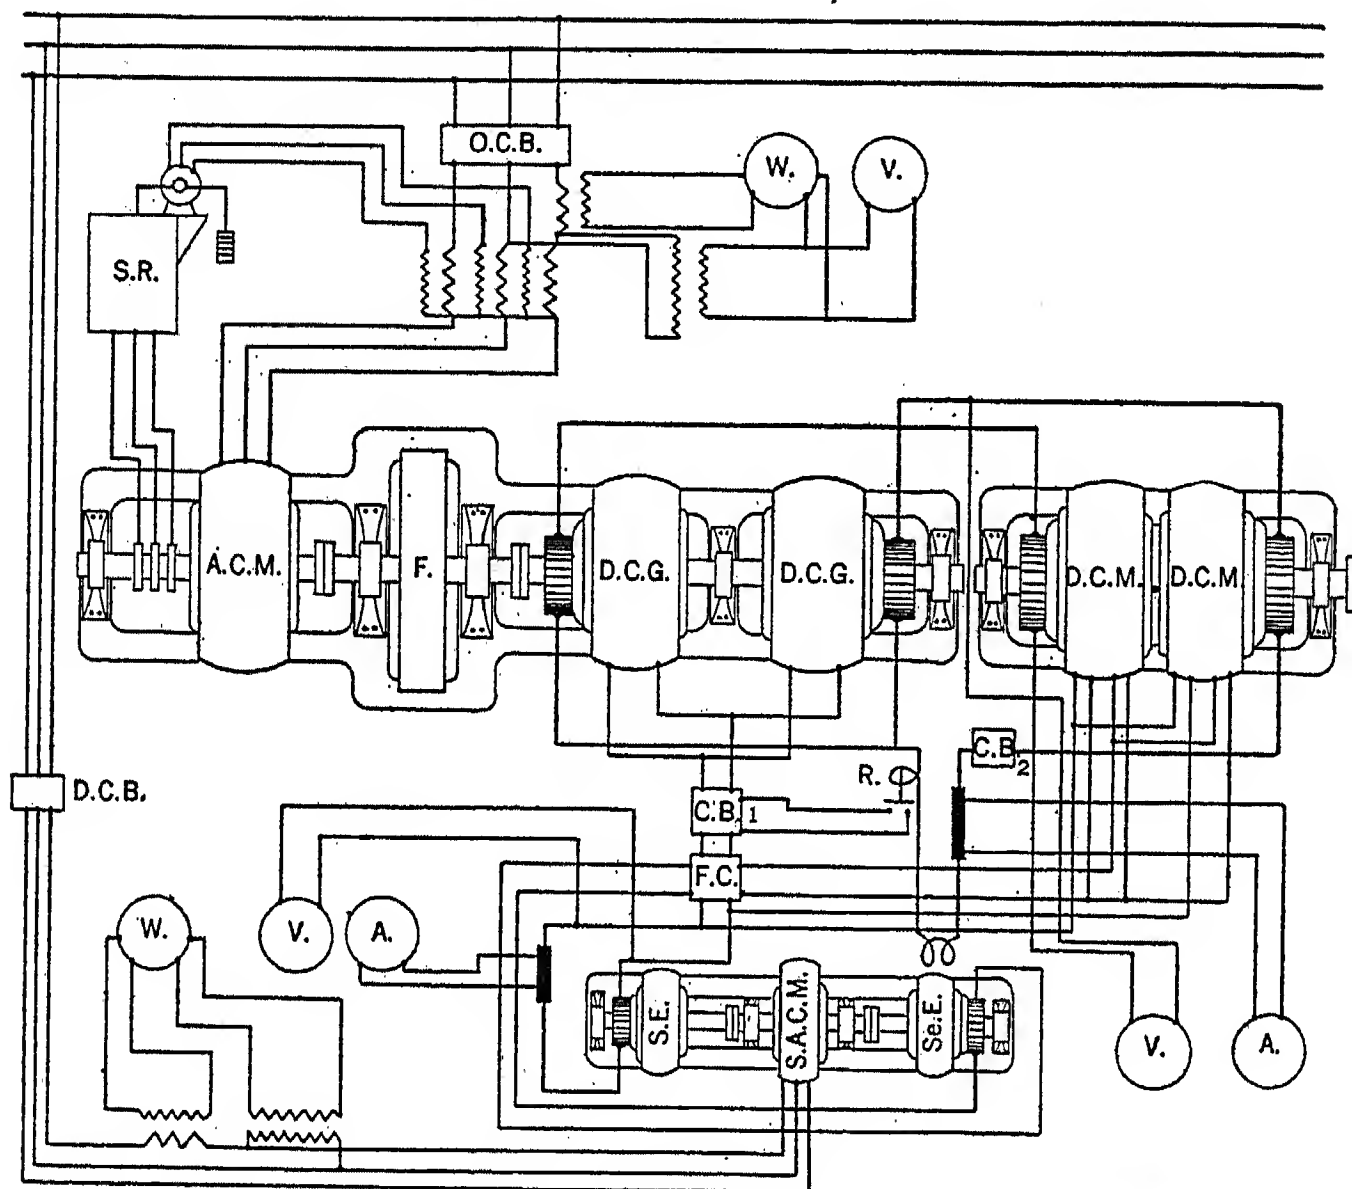 O.C.B.
W. V.
S.R.
A.C.M. F. D.C.G. D.C.G. D.C.M. D.C.M.
C.B. 2
R.
D.C.B.
C.B. 1
F.C.
W. V. A.
S.E. S.A.C.M. Se.E.
V. A.